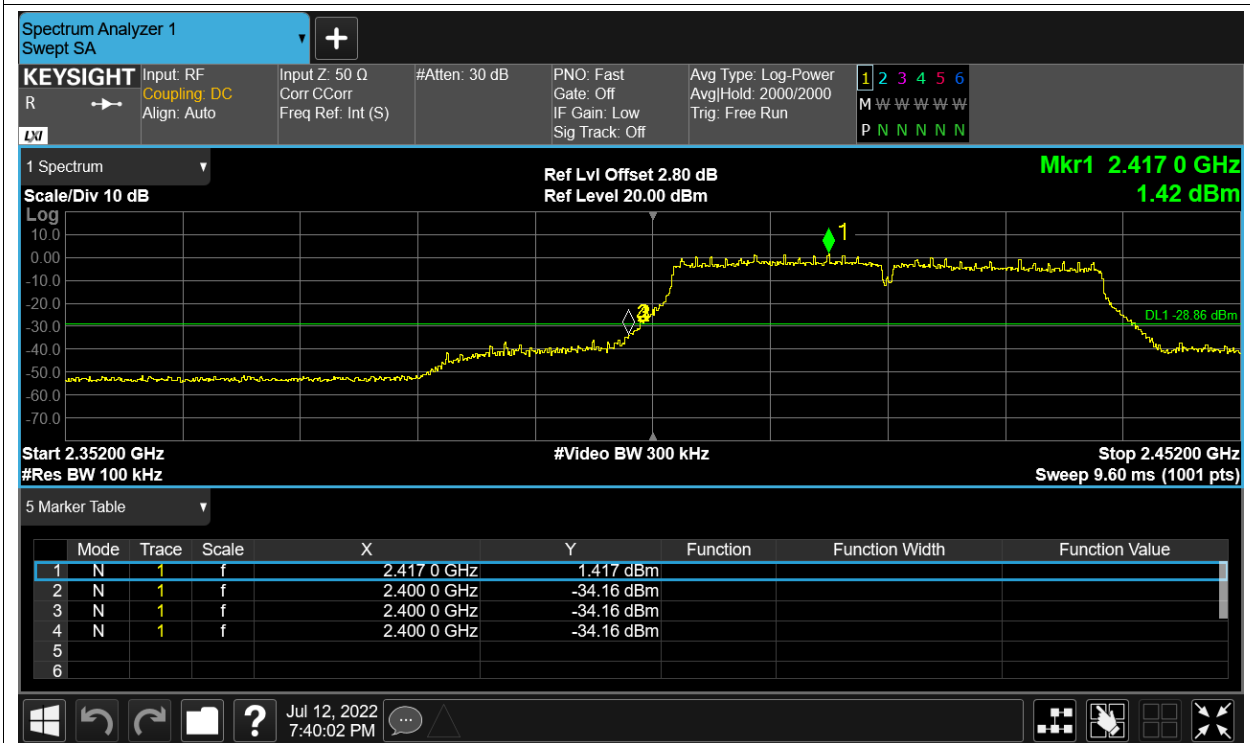 Spectrum Analyzer 1
Swept SA
KEYSIGHT Input: RF Input Z: 50 Ω #Atten: 30 dB PNO: Fast Avg Type: Log-Power 1 2 3 4 5 6
R Coupling: DC Corr CCorr Gate: Off Avg|Hold: 2000/2000 M W W W W W
Align: Auto Freq Ref: Int (S) IF Gain: Low Trig: Free Run
LXI Sig Track: Off P N N N N N
1 Spectrum Ref Lvl Offset 2.80 dB Mkr1 2.417 0 GHz
Scale/Div 10 dB Ref Level 20.00 dBm 1.42 dBm
Log
10.0
1
0.00
-10.0
-20.0
DL1 -28.86 dBm
-30.0
-40.0
-50.0
-60.0
-70.0
Start 2.35200 GHz #Video BW 300 kHz Stop 2.45200 GHz
#Res BW 100 kHz Sweep 9.60 ms (1001 pts)
5 Marker Table
Mode Trace Scale X Y Function Function Width Function Value
1 N 1 f 2.417 0 GHz 1.417 dBm
2 N 1 f 2.400 0 GHz -34.16 dBm
3 N 1 f 2.400 0 GHz -34.16 dBm
4 N 1 f 2.400 0 GHz -34.16 dBm
5
6
? Jul 12, 2022
7:40:02 PM